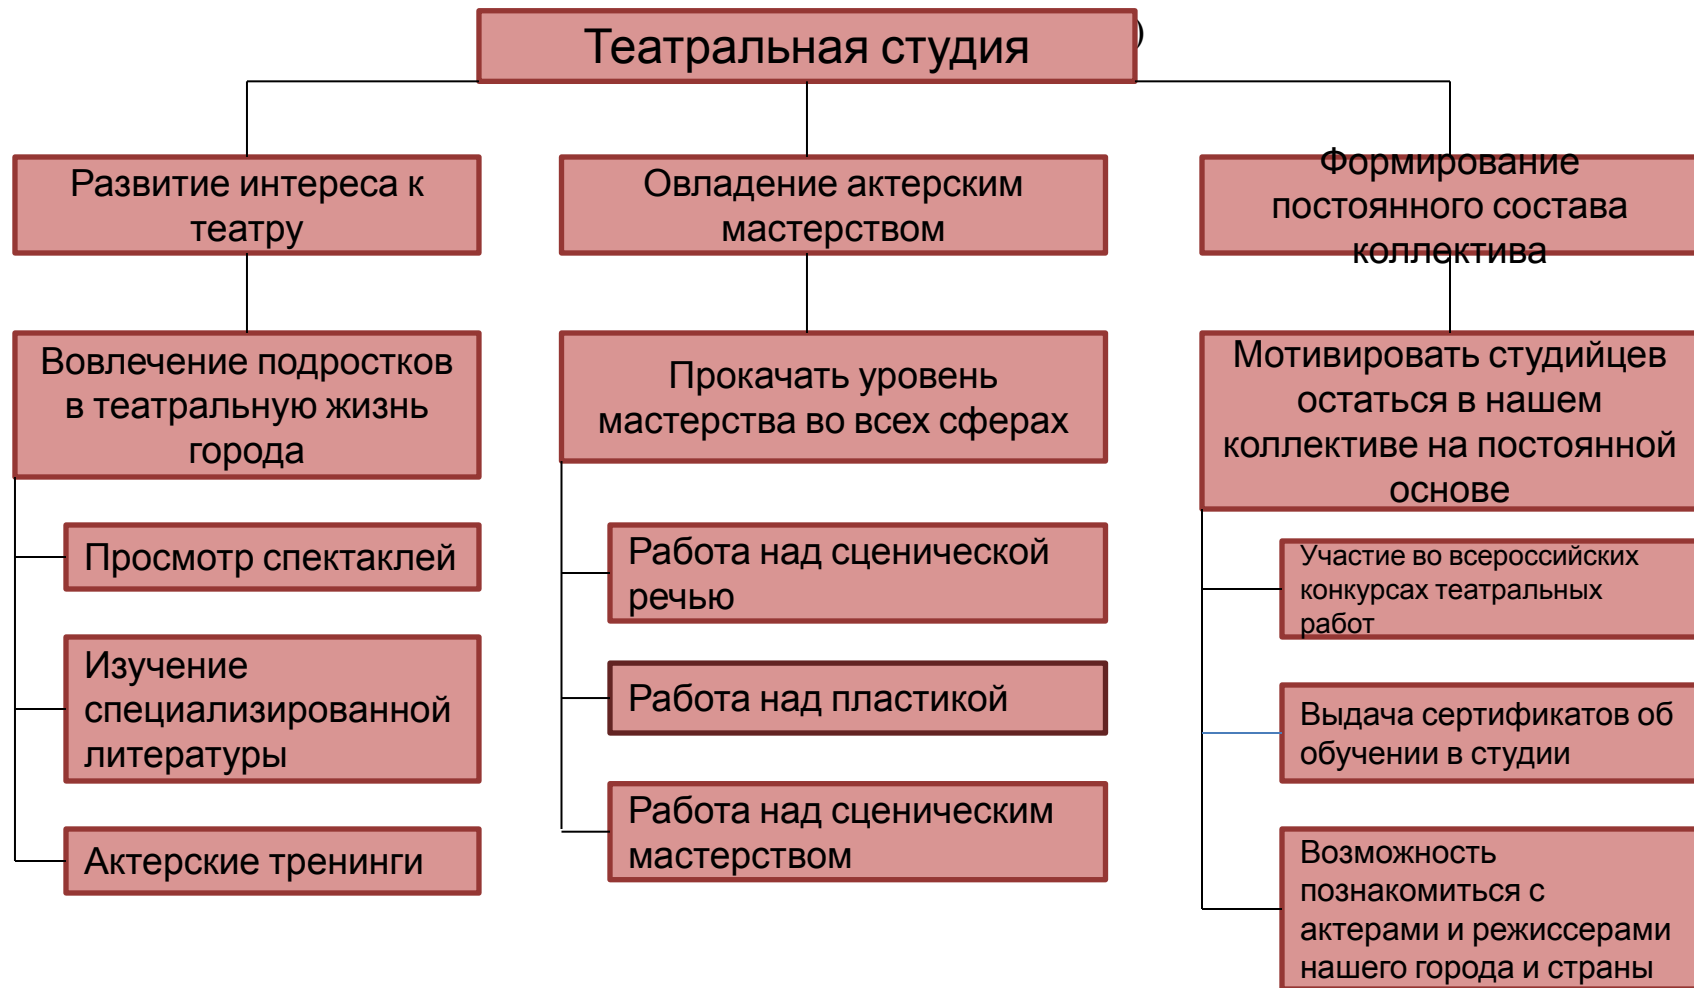 Театральная студия
)
Развитие интереса к
театру
Овладение актерским
мастерством
Формирование
постоянного состава
коллектива
Вовлечение подростков
в театральную жизнь
города
Прокачать уровень
мастерства во всех сферах
Мотивировать студийцев
остаться в нашем
коллективе на постоянной
основе
Просмотр спектаклей
Изучение
специализированной
литературы
Актерские тренинги
Работа над сценической
речью
Работа над пластикой
Работа над сценическим
мастерством
Участие во всероссийских
конкурсах театральных
работ
Выдача сертификатов об
обучении в студии
Возможность
познакомиться с
актерами и режиссерами
нашего города и страны